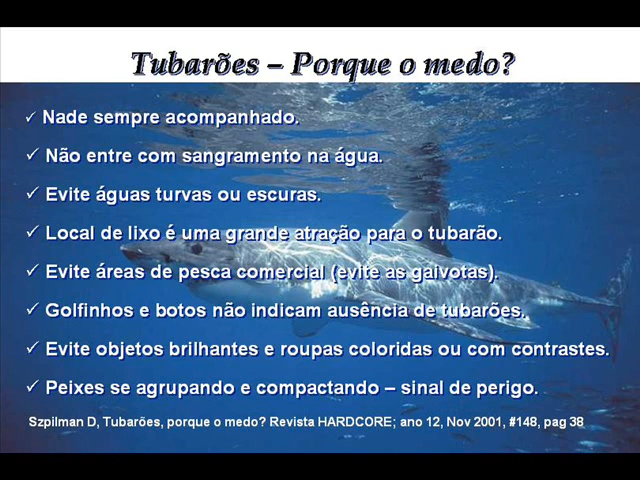 Tubarões – Porque o medo?
✓ Nade sempre acompanhado.
✓ Não entre com sangramento na água.
✓ Evite águas turvas ou escuras.
✓ Local de lixo é uma grande atração para o tubarão.
✓ Evite áreas de pesca comercial (evite as gaivotas).
✓ Golfinhos e botos não indicam ausência de tubarões.
✓ Evite objetos brilhantes e roupas coloridas ou com contrastes.
✓ Peixes se agrupando e compactando – sinal de perigo.
Szpilman D, Tubarões, porque o medo? Revista HARDCORE; ano 12, Nov 2001, #148, pag 38